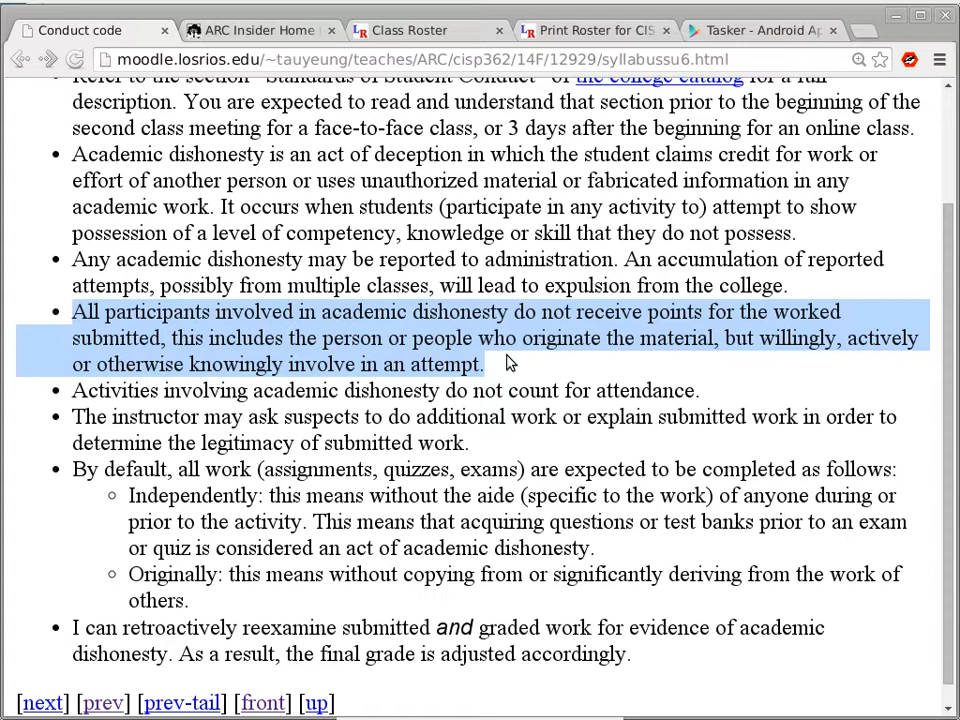 Conduct code
ARC Insider Home
Class Roster
Print Roster for CIS
Tasker - Android Ap
moodle.losrios.edu/~tauyeung/teaches/ARC/cisp362/14F/12929/syllabussu6.html
Refer to the section "Standards of Student Conduct" of the college catalog for a full
description. You are expected to read and understand that section prior to the beginning of the
second class meeting for a face-to-face class, or 3 days after the beginning for an online class.
• Academic dishonesty is an act of deception in which the student claims credit for work or
effort of another person or uses unauthorized material or fabricated information in any
academic work. It occurs when students (participate in any activity to) attempt to show
possession of a level of competency, knowledge or skill that they do not possess.
• Any academic dishonesty may be reported to administration. An accumulation of reported
attempts, possibly from multiple classes, will lead to expulsion from the college.
• All participants involved in academic dishonesty do not receive points for the worked
submitted, this includes the person or people who originate the material, but willingly, actively
or otherwise knowingly involve in an attempt.
• Activities involving academic dishonesty do not count for attendance.
• The instructor may ask suspects to do additional work or explain submitted work in order to
determine the legitimacy of submitted work.
• By default, all work (assignments, quizzes, exams) are expected to be completed as follows:
◦ Independently: this means without the aide (specific to the work) of anyone during or
prior to the activity. This means that acquiring questions or test banks prior to an exam
or quiz is considered an act of academic dishonesty.
◦ Originally: this means without copying from or significantly deriving from the work of
others.
• I can retroactively reexamine submitted and graded work for evidence of academic
dishonesty. As a result, the final grade is adjusted accordingly.
[next] [prev] [prev-tail] [front] [up]